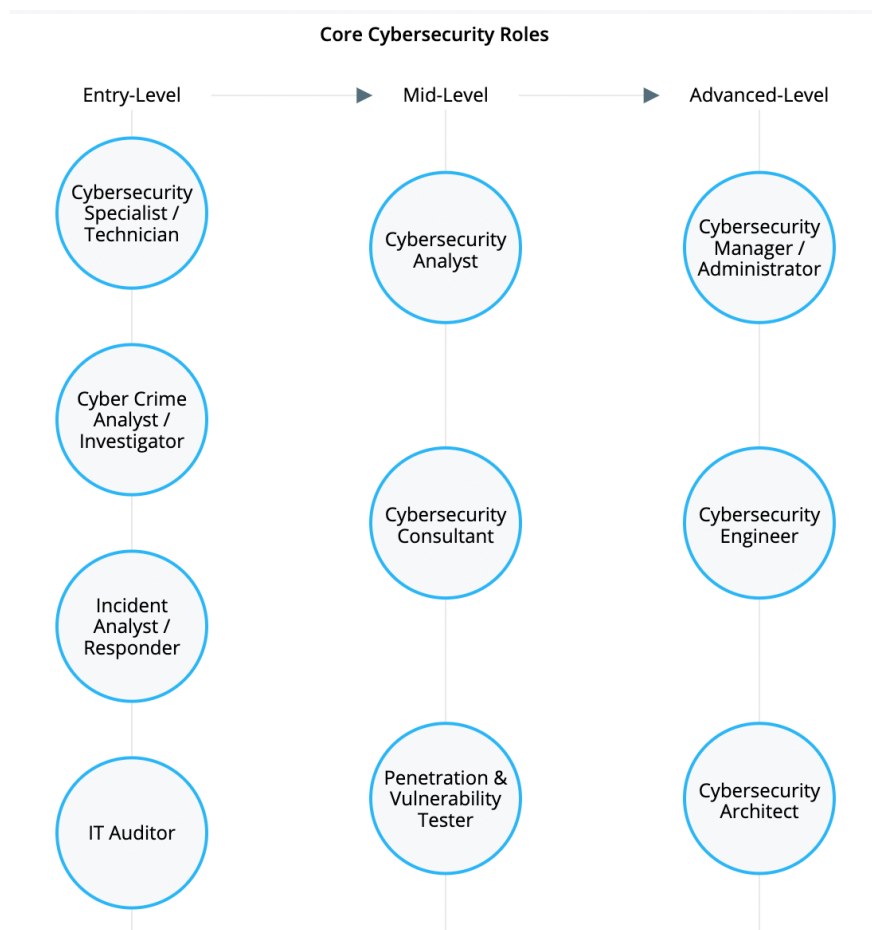 Core Cybersecurity Roles
Entry-Level
Mid-Level
Advanced-Level
Cybersecurity
Specialist /
Technician
Cyber Crime
Analyst /
Investigator
Incident
Analyst /
Responder
IT Auditor
Cybersecurity
Analyst
Cybersecurity
Consultant
Penetration &
Vulnerability
Tester
Cybersecurity
Manager /
Administrator
Cybersecurity
Engineer
Cybersecurity
Architect